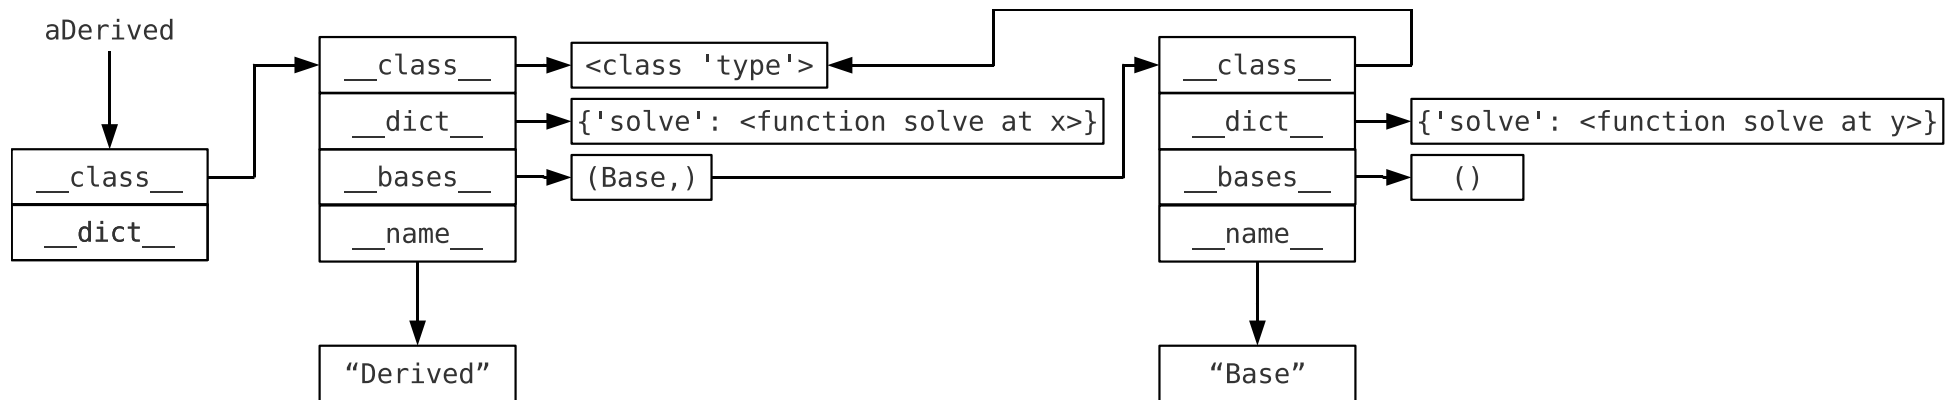 aDerived
__class__
__dict__
__class__
__dict__
__bases__
__name__
“Derived”
<class 'type'>
{'solve': <function solve at x>}
(Base,)
__class__
__dict__
__bases__
__name__
“Base”
{'solve': <function solve at y>}
()